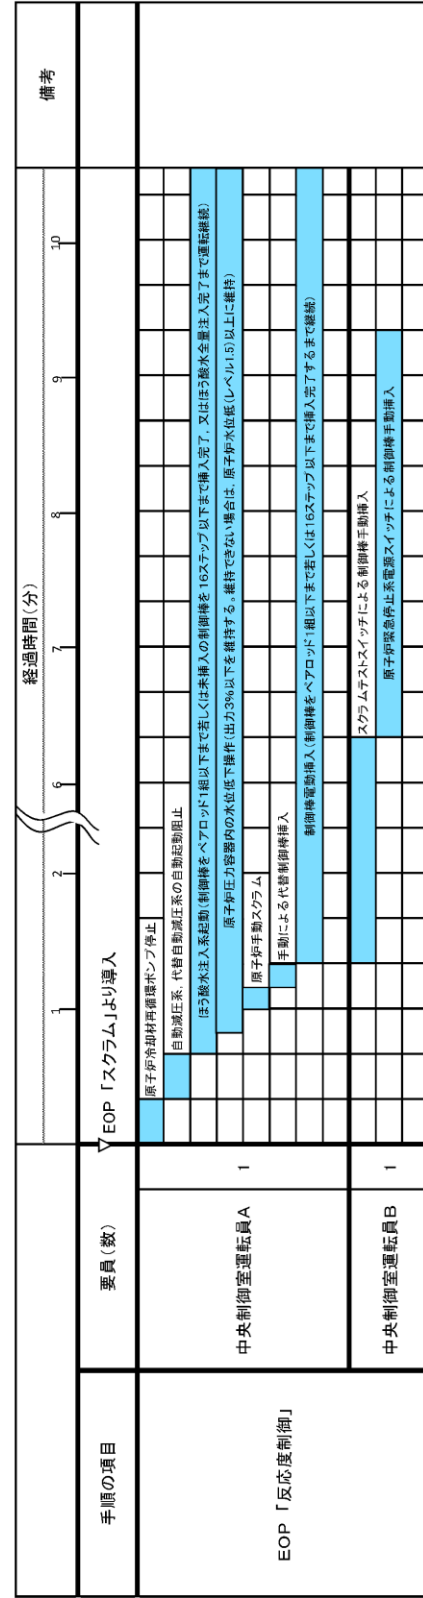 経過時間(分)
備考
1 2 6 7 8 9 10
手順の項目
要員(数)
EOP「スクラム」より導入
EOP「反応度制御」
中央制御室運転員A
1
原子炉冷却材再循環ポンプ停止
自動減圧系，代替自動減圧系の自動起動阻止
ほう酸水注入系起動(制御棒をペアロッド1組以下まで若しくは未挿入の制御棒を16ステップ以下まで挿入完了，又はほう酸水全量注入完了まで運転継続)
原子炉圧力容器内の水位低下操作(出力3%以下を維持する。維持できない場合は，原子炉水位低(レベル1.5)以上に維持)
原子炉手動スクラム
手動による代替制御棒挿入
制御棒電動挿入(制御棒をペアロッド1組以下まで若しくは16ステップ以下まで挿入完了するまで継続)
中央制御室運転員B
1
スクラムテストスイッチによる制御棒手動挿入
原子炉緊急停止系電源スイッチによる制御棒手動挿入